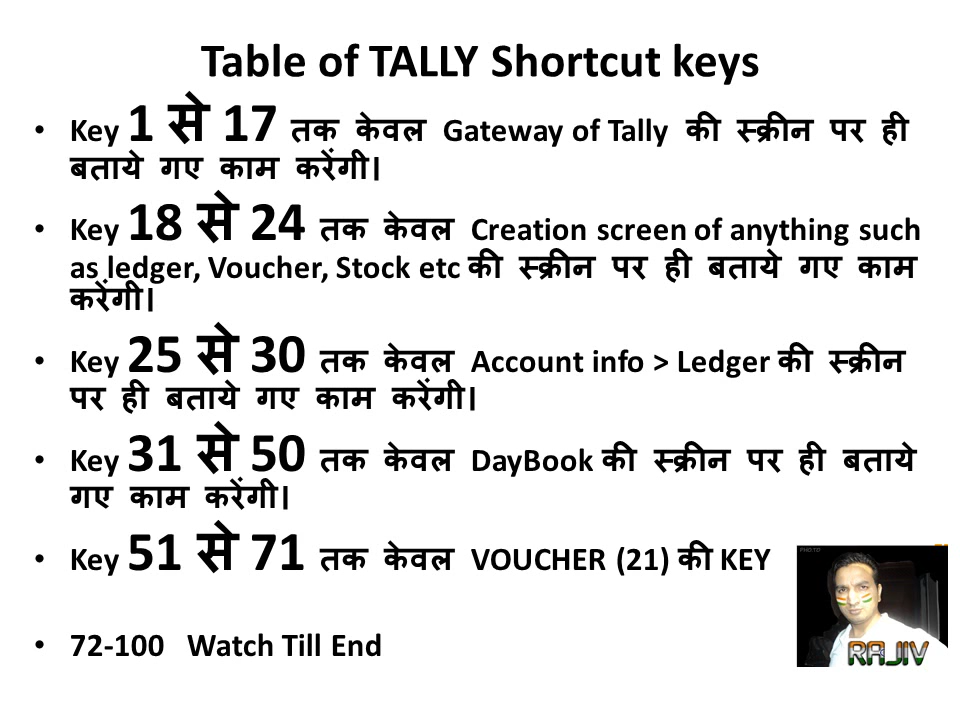 Table of TALLY Shortcut keys
• Key 1 से 17 तक केवल Gateway of Tally की स्क्रीन पर ही
बताये गए काम करेंगी।
• Key 18 से 24 तक केवल Creation screen of anything such
as ledger, Voucher, Stock etc की स्क्रीन पर ही बताये गए काम
करेंगी।
• Key 25 से 30 तक केवल Account info > Ledger की स्क्रीन
पर ही बताये गए काम करेंगी।
• Key 31 से 50 तक केवल DayBook की स्क्रीन पर ही बताये
गए काम करेंगी।
• Key 51 से 71 तक केवल VOUCHER (21) की KEY
• 72-100 Watch Till End
RAJIV